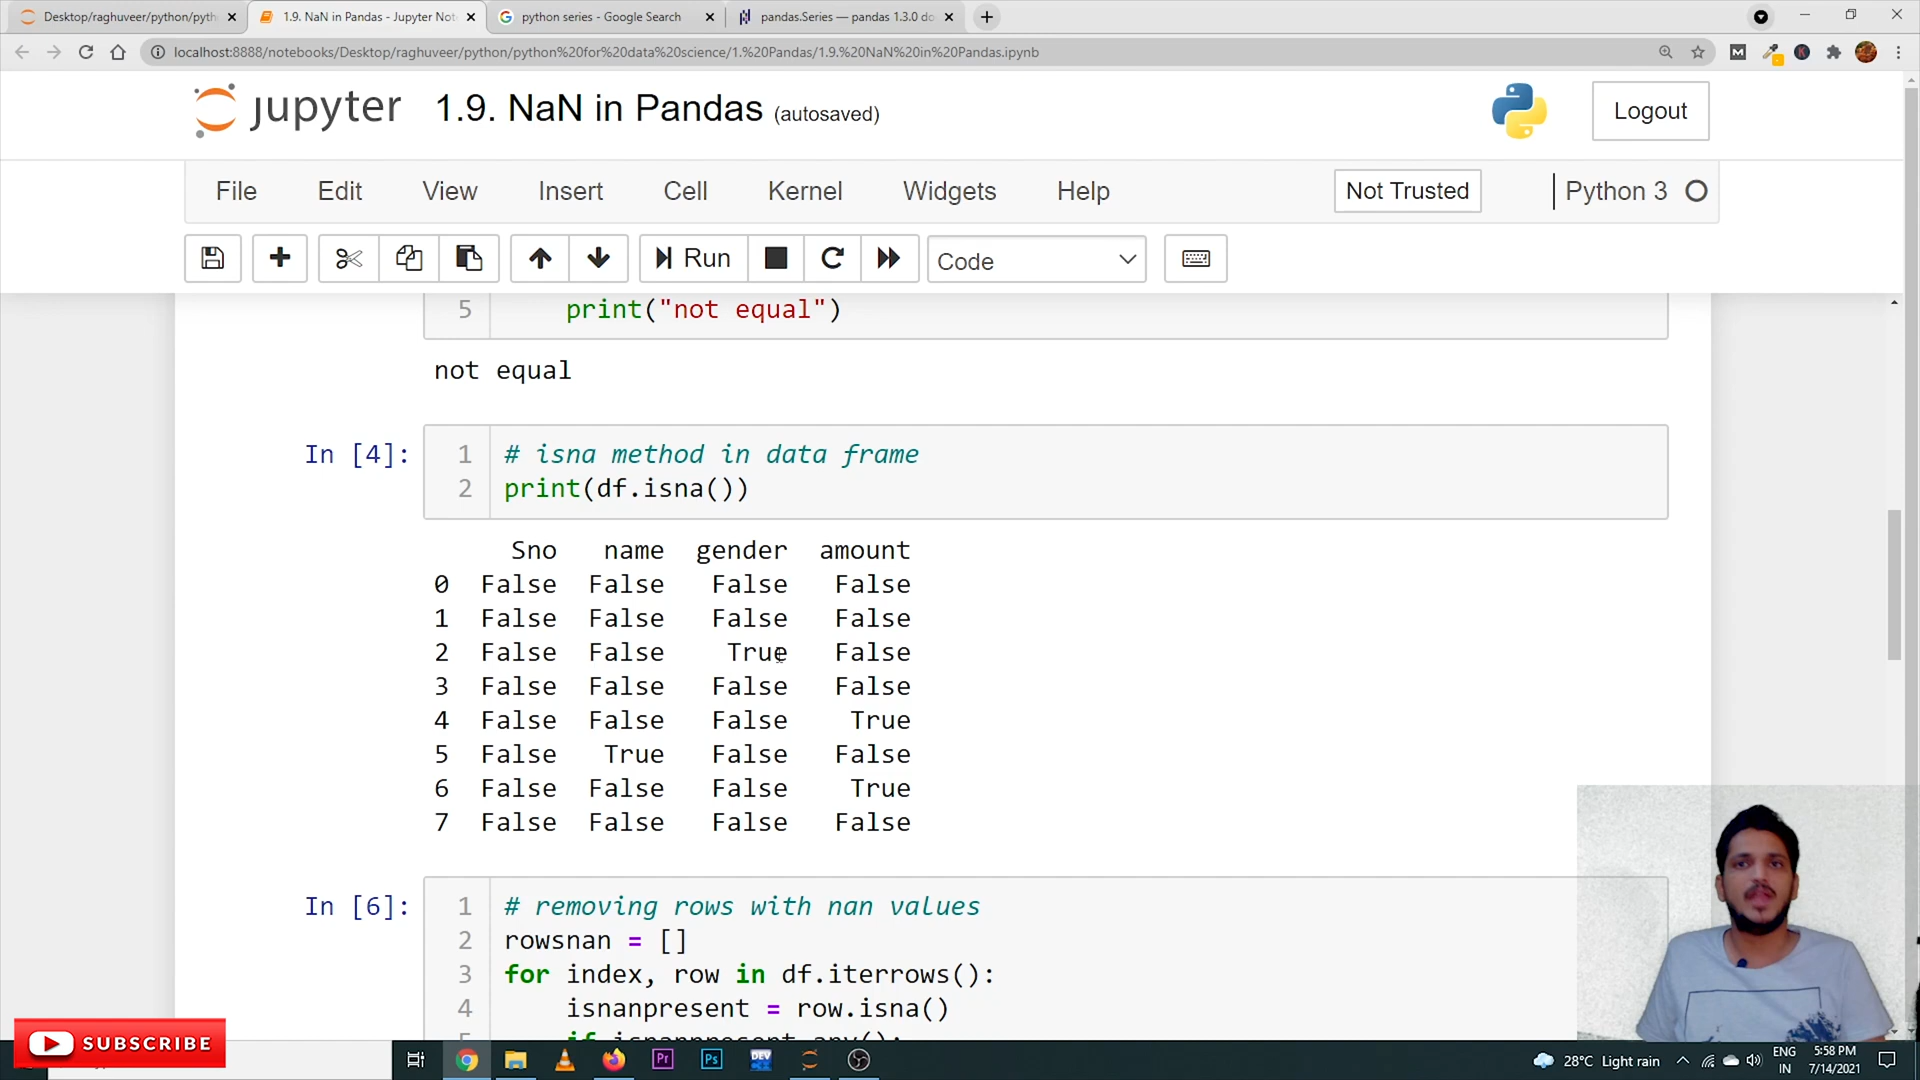 Desktop/raghuveer/python/pyth
1.9. NaN in Pandas - Jupyter Not
python series - Google Search
pandas.Series — pandas 1.3.0 do
localhost:8888/notebooks/Desktop/raghuveer/python/python%20for%20data%20science/1.%20Pandas/1.9.%20NaN%20in%20Pandas.ipynb
jupyter 1.9. NaN in Pandas (autosaved)
Logout
File Edit View Insert Cell Kernel Widgets Help
Not Trusted
Python 3
Run
Code
5 print("not equal")
not equal
In [4]: 1 # isna method in data frame
2 print(df.isna())
Sno name gender amount
0 False False False False
1 False False False False
2 False False True False
3 False False False False
4 False False False True
5 False True False False
6 False False False True
7 False False False False
In [6]: 1 # removing rows with nan values
2 rowsnan = []
3 for index, row in df.iterrows():
4 isnanpresent = row.isna()
SUBSCRIBE
Pr
Ps
DEV
28°C Light rain
ENG
IN
5:58 PM
7/14/2021